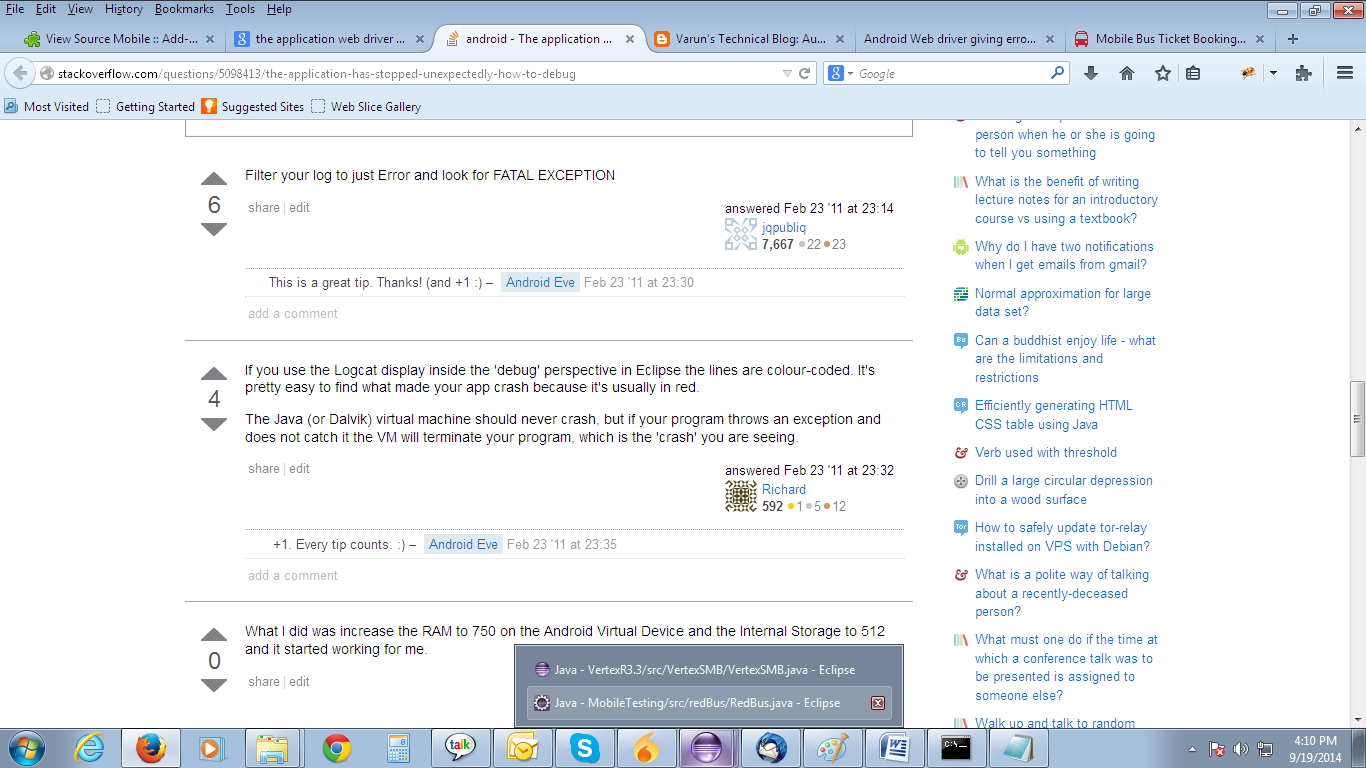 File Edit View History Bookmarks Tools Help
View Source Mobile :: Add-...
the application web driver ...
android - The application ...
Varun's Technical Blog: Au...
Android Web driver giving erro...
Mobile Bus Ticket Booking...
stackoverflow.com/questions/5098413/the-application-has-stopped-unexpectedly-how-to-debug
Google
Most Visited Getting Started Suggested Sites Web Slice Gallery
6
Filter your log to just Error and look for FATAL EXCEPTION
share | edit
answered Feb 23 '11 at 23:14
jqpubliq
7,667 22 23
This is a great tip. Thanks! (and +1 :) – Android Eve Feb 23 '11 at 23:30
add a comment
4
If you use the Logcat display inside the 'debug' perspective in Eclipse the lines are colour-coded. It's
pretty easy to find what made your app crash because it's usually in red.
The Java (or Dalvik) virtual machine should never crash, but if your program throws an exception and
does not catch it the VM will terminate your program, which is the 'crash' you are seeing.
share | edit
answered Feb 23 '11 at 23:32
Richard
592 1 5 12
+1. Every tip counts. :) – Android Eve Feb 23 '11 at 23:35
add a comment
0
What I did was increase the RAM to 750 on the Android Virtual Device and the Internal Storage to 512
and it started working for me.
share | edit
person when he or she is going
to tell you something
What is the benefit of writing
lecture notes for an introductory
course vs using a textbook?
Why do I have two notifications
when I get emails from gmail?
Normal approximation for large
data set?
Bu
Can a buddhist enjoy life - what
are the limitations and
restrictions
CR
Efficiently generating HTML
CSS table using Java
Verb used with threshold
Drill a large circular depression
into a wood surface
Tor
How to safely update tor-relay
installed on VPS with Debian?
What is a polite way of talking
about a recently-deceased
person?
What must one do if the time at
which a conference talk was to
be presented is assigned to
someone else?
Walk up and talk to random
Java - VertexR3.3/src/VertexSMB/VertexSMB.java - Eclipse
Java - MobileTesting/src/redBus/RedBus.java - Eclipse
talk
4:10 PM
9/19/2014